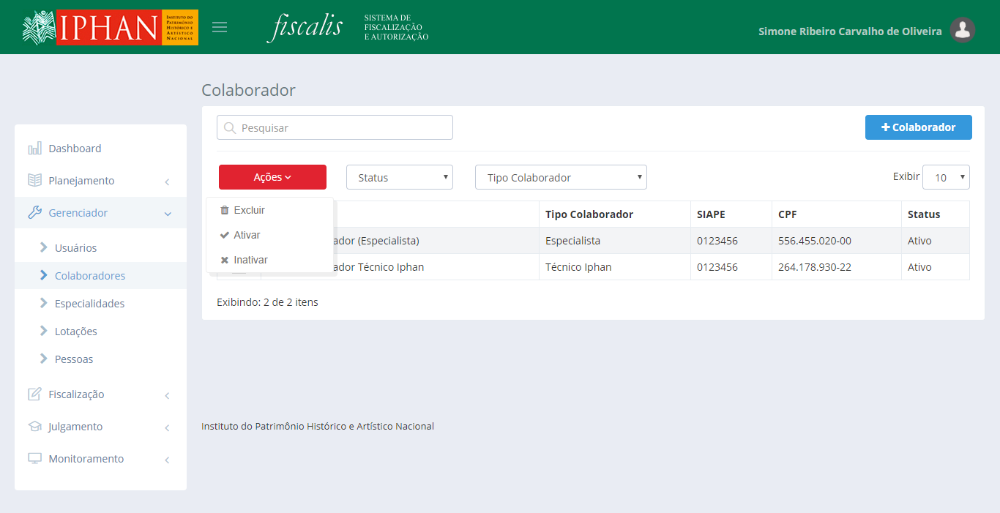 IPHAN
INSTITUTO DO
PATRIMÔNIO
HISTÓRICO E
ARTÍSTICO
NACIONAL
fiscalis
SISTEMA DE
FISCALIZAÇÃO
E AUTORIZAÇÃO
Simone Ribeiro Carvalho de Oliveira
Dashboard
Planejamento
Gerenciador
Usuários
Colaboradores
Especialidades
Lotações
Pessoas
Fiscalização
Julgamento
Monitoramento
Colaborador
Pesquisar
+ Colaborador
Ações
Status
Tipo Colaborador
Exibir 10
Excluir
Ativar
Inativar
Tipo Colaborador SIAPE CPF Status
ador (Especialista) Especialista 0123456 556.455.020-00 Ativo
ador Técnico Iphan Técnico Iphan 0123456 264.178.930-22 Ativo
Exibindo: 2 de 2 itens
Instituto do Patrimônio Histórico e Artístico Nacional